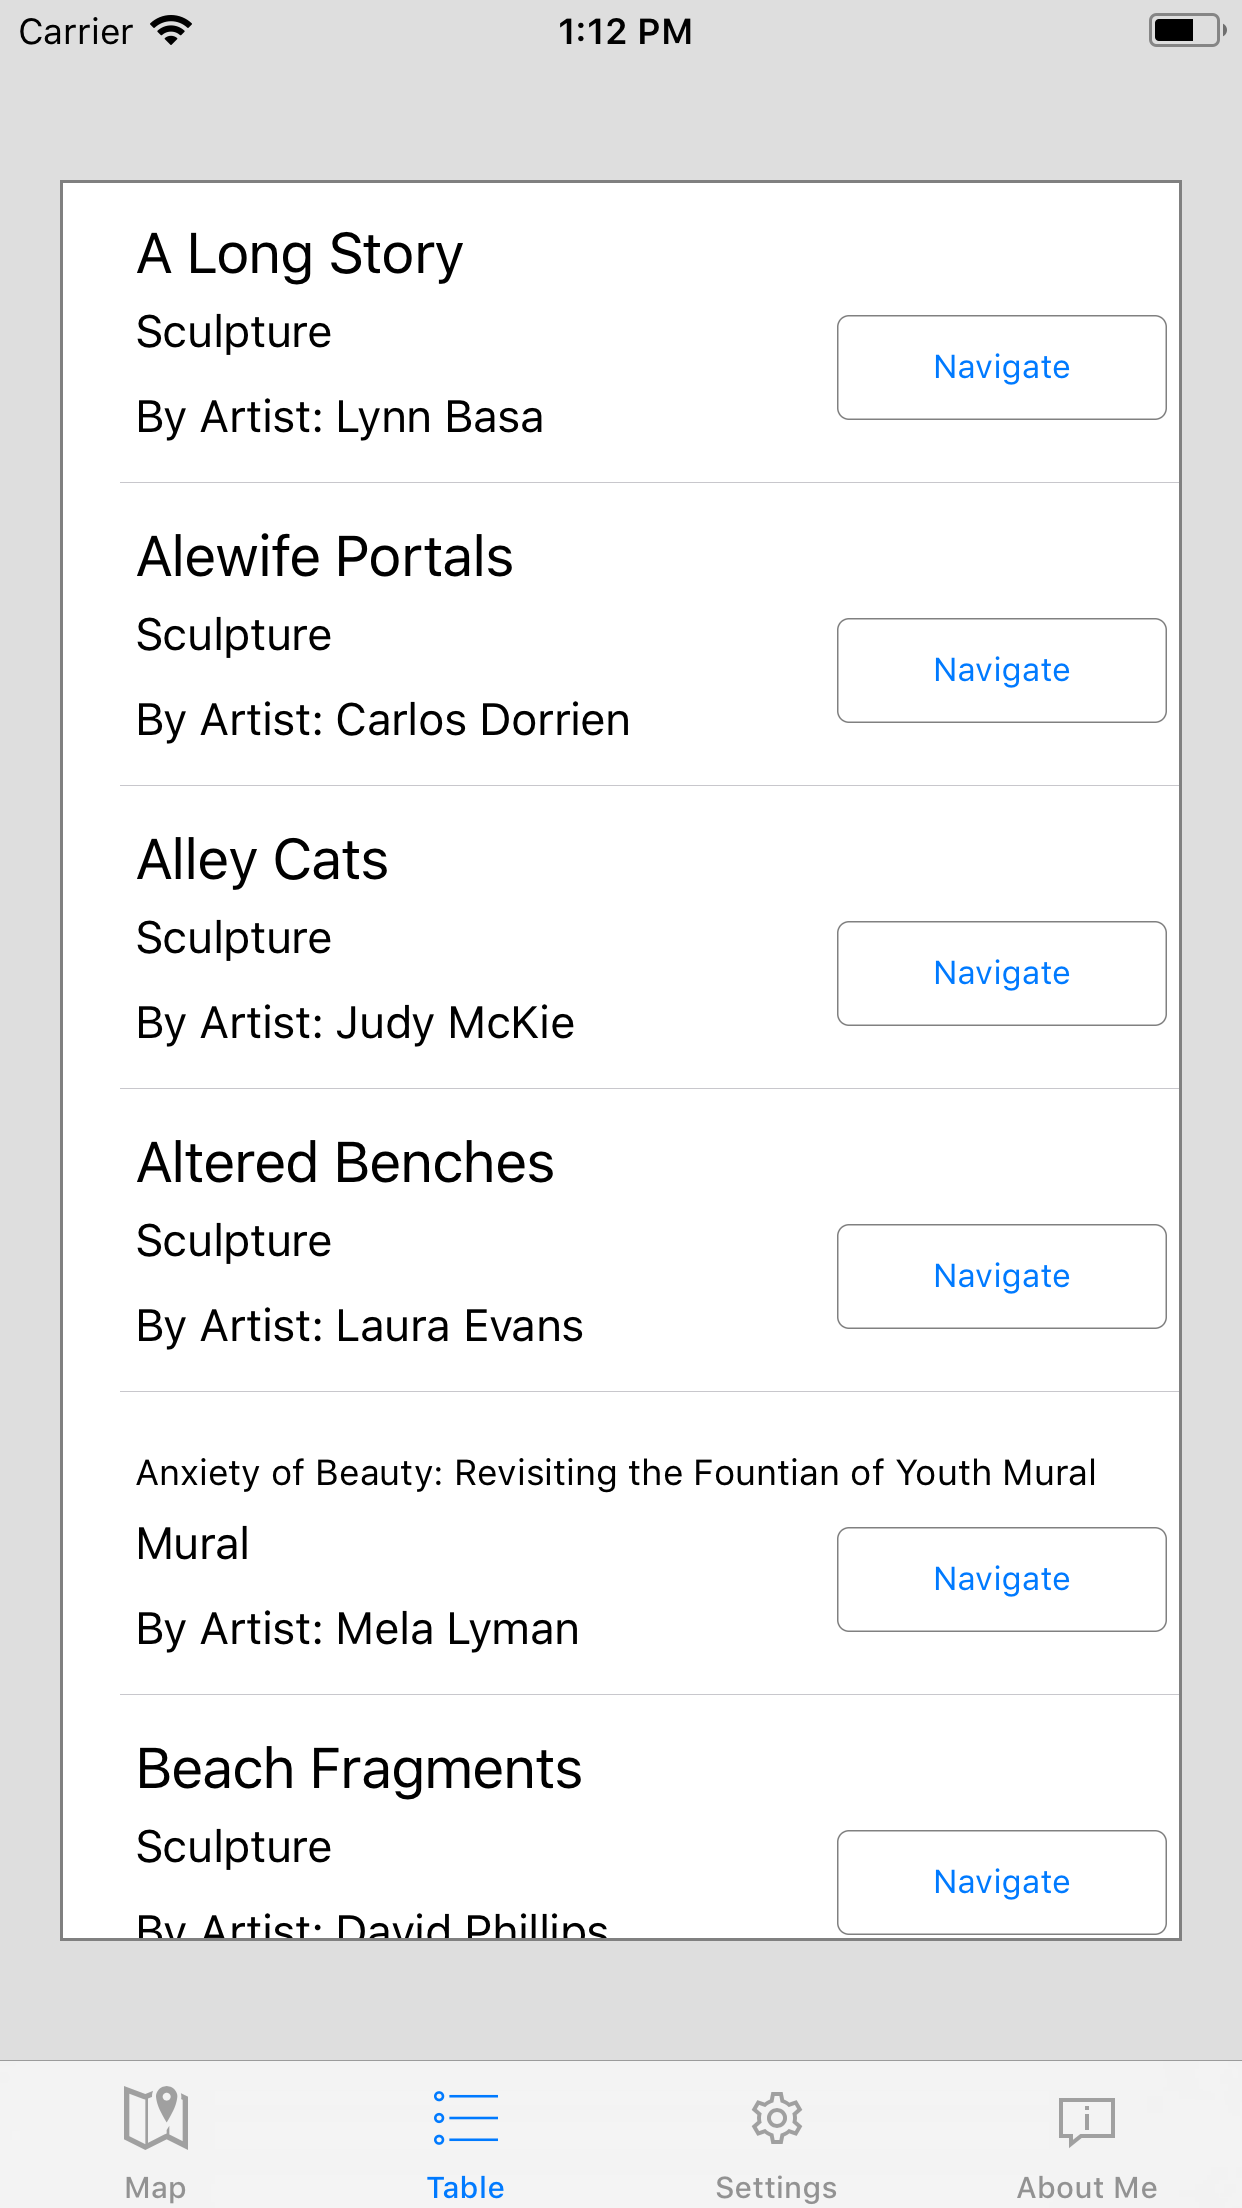 Carrier 1:12 PM
A Long Story
Sculpture
Navigate
By Artist: Lynn Basa
Alewife Portals
Sculpture
Navigate
By Artist: Carlos Dorrien
Alley Cats
Sculpture
Navigate
By Artist: Judy McKie
Altered Benches
Sculpture
Navigate
By Artist: Laura Evans
Anxiety of Beauty: Revisiting the Fountian of Youth Mural
Mural
Navigate
By Artist: Mela Lyman
Beach Fragments
Sculpture
Navigate
By Artist: David Phillips
Map Table Settings About Me